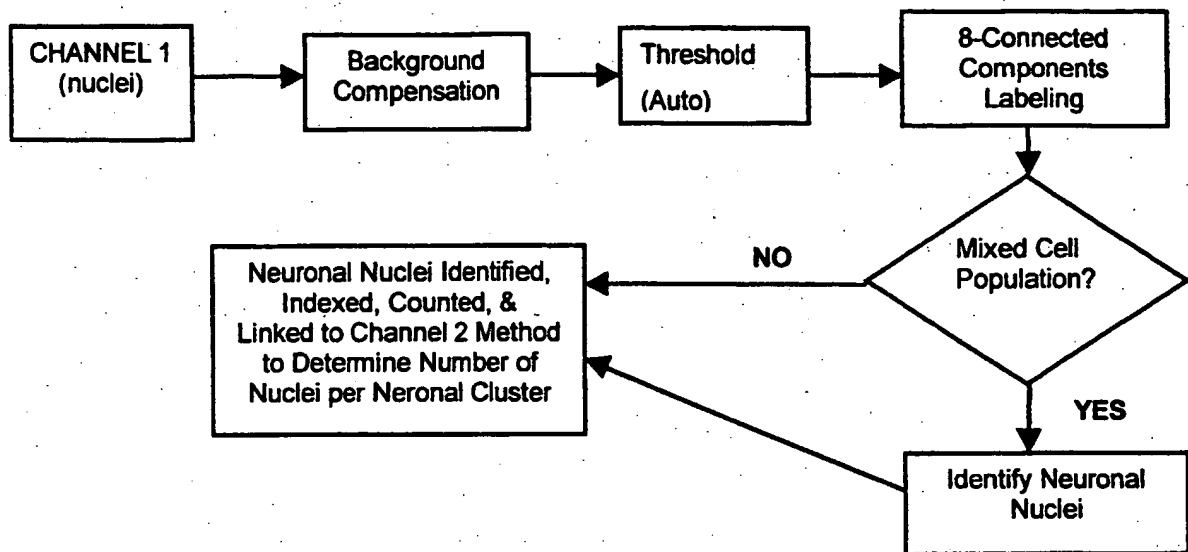 CHANNEL 1
(nuclei)
Background
Compensation
Threshold
(Auto)
8-Connected
Components
Labeling
Mixed Cell
Population?
NO
YES
Neuronal Nuclei Identified,
Indexed, Counted, &
Linked to Channel 2 Method
to Determine Number of
Nuclei per Neronal Cluster
Identify Neuronal
Nuclei